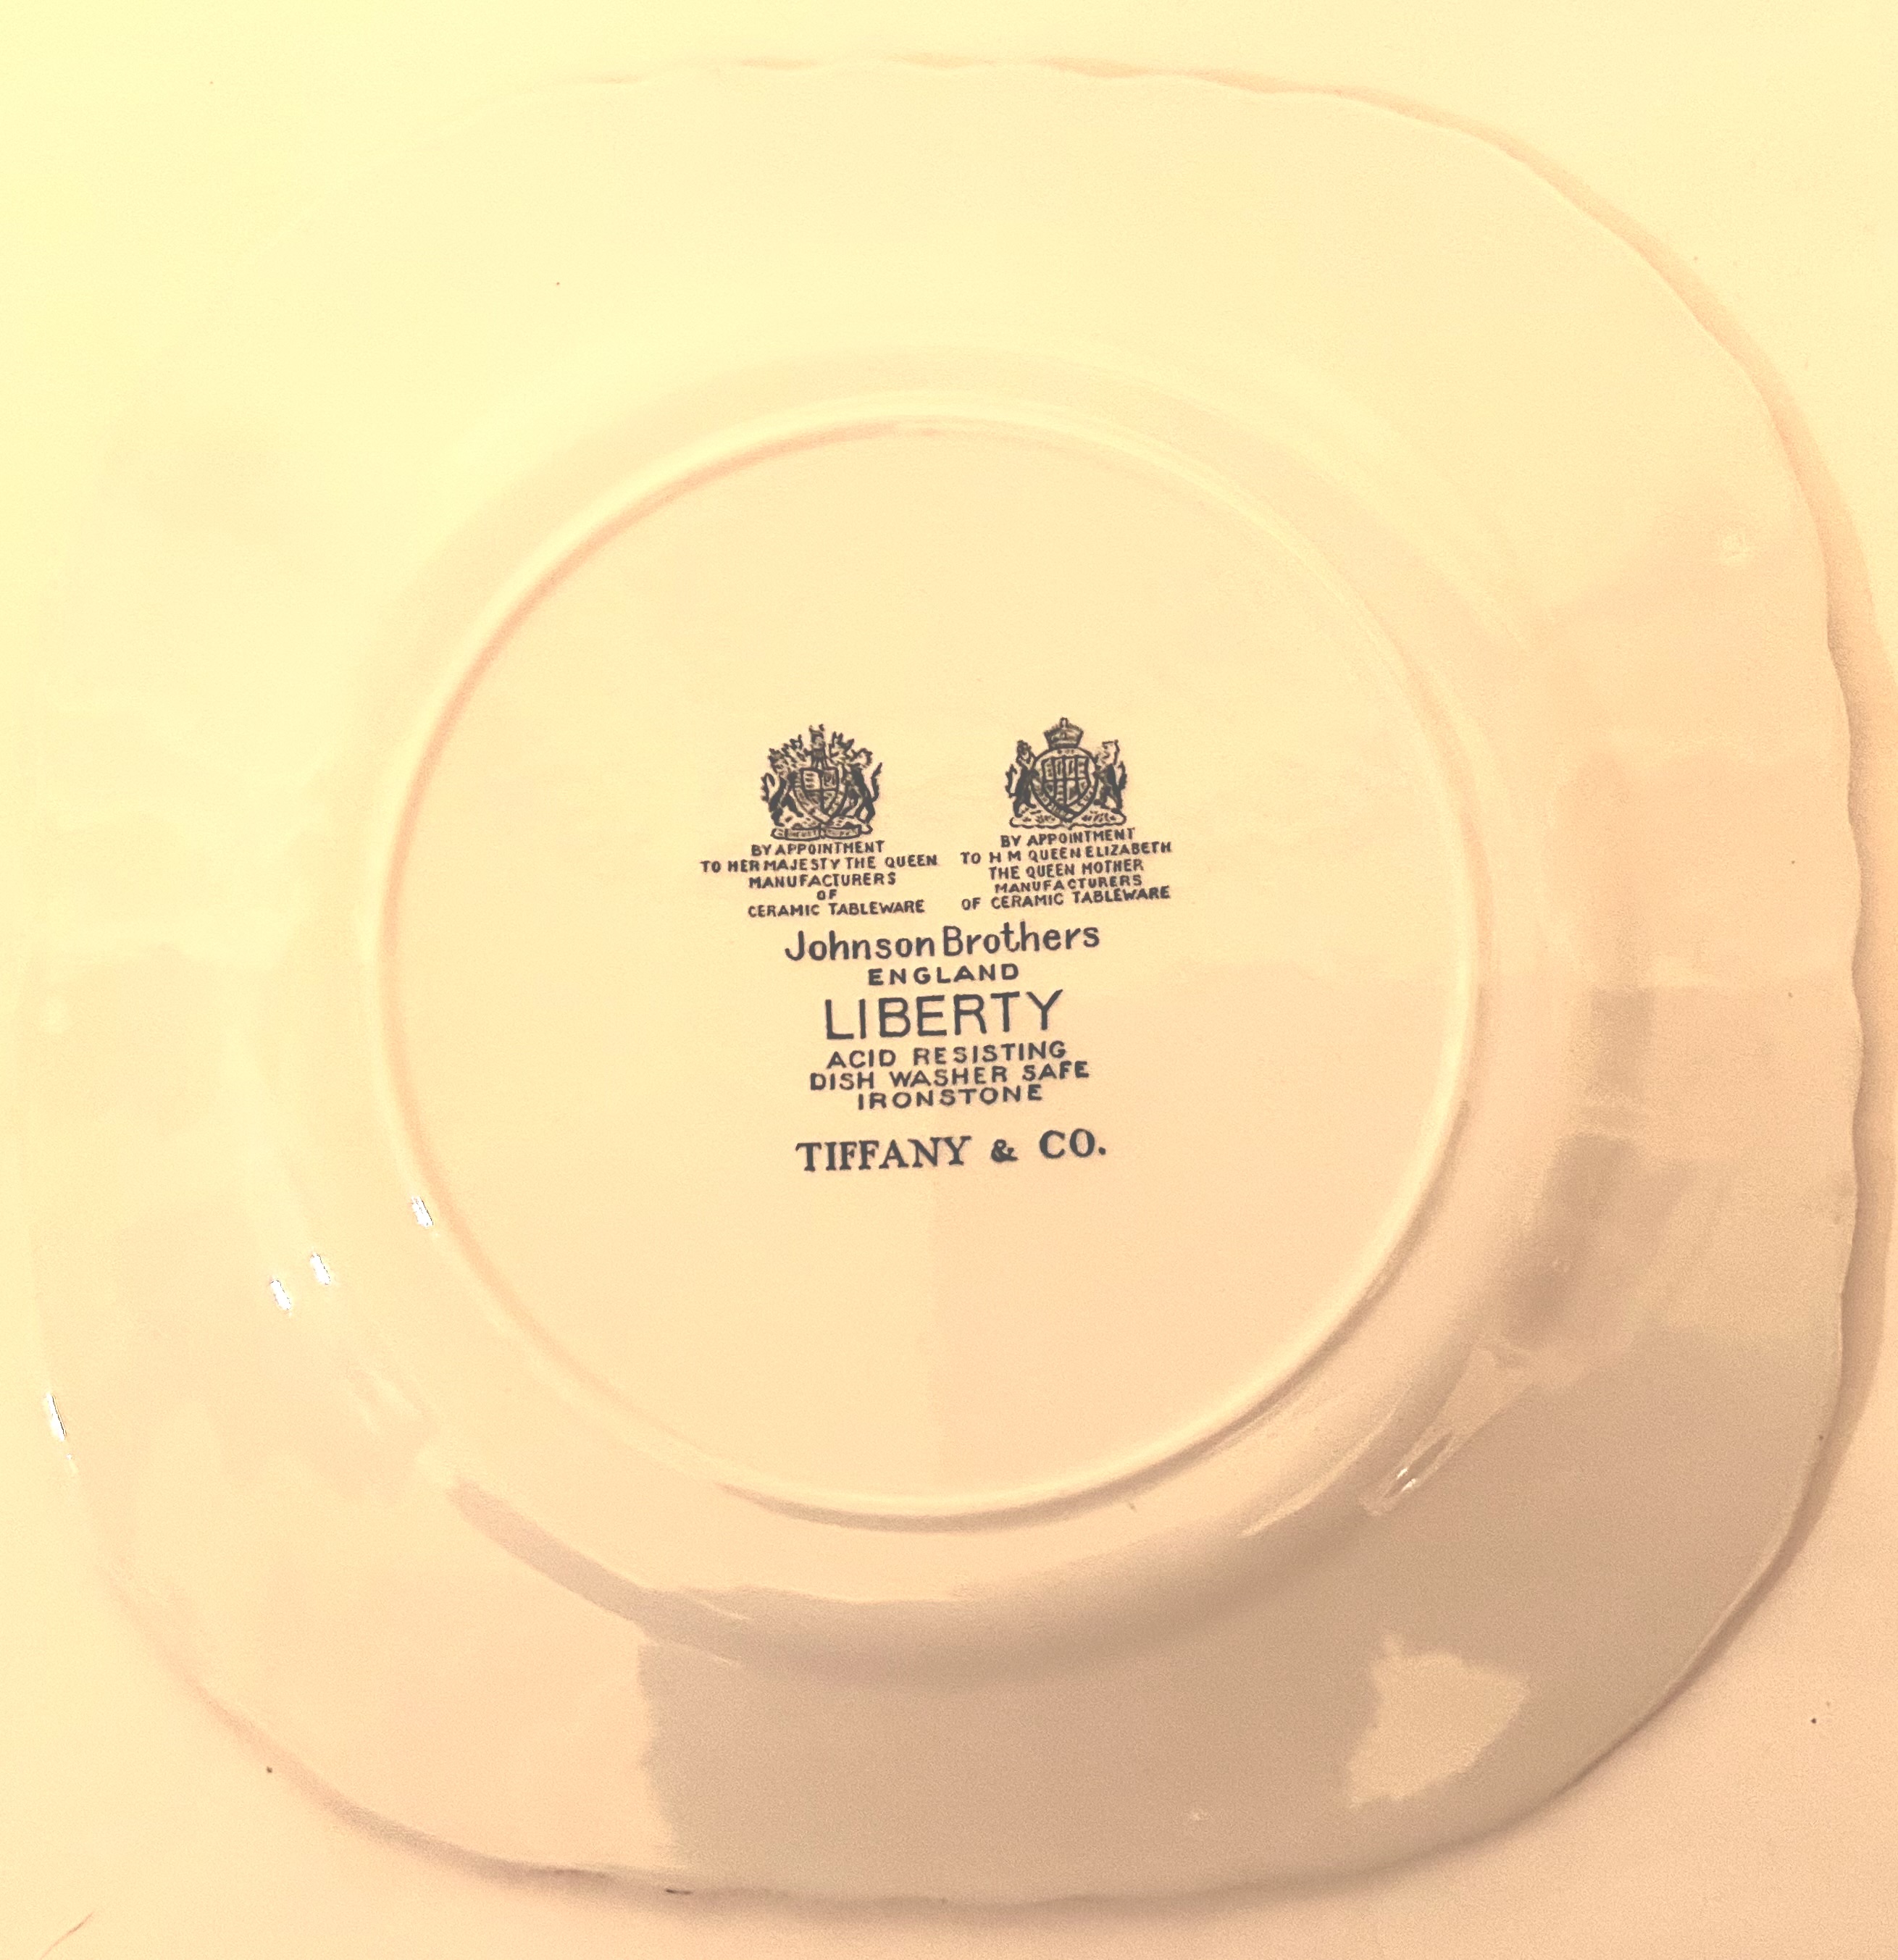 BY APPOINTMENT
TO HER MAJESTY THE QUEEN
MANUFACTURERS
OF
CERAMIC TABLEWARE
BY APPOINTMENT
TO H M QUEEN ELIZABETH
THE QUEEN MOTHER
MANUFACTURERS
OF CERAMIC TABLEWARE
Johnson Brothers
ENGLAND
LIBERTY
ACID RESISTING
DISH WASHER SAFE
IRONSTONE
TIFFANY & CO.